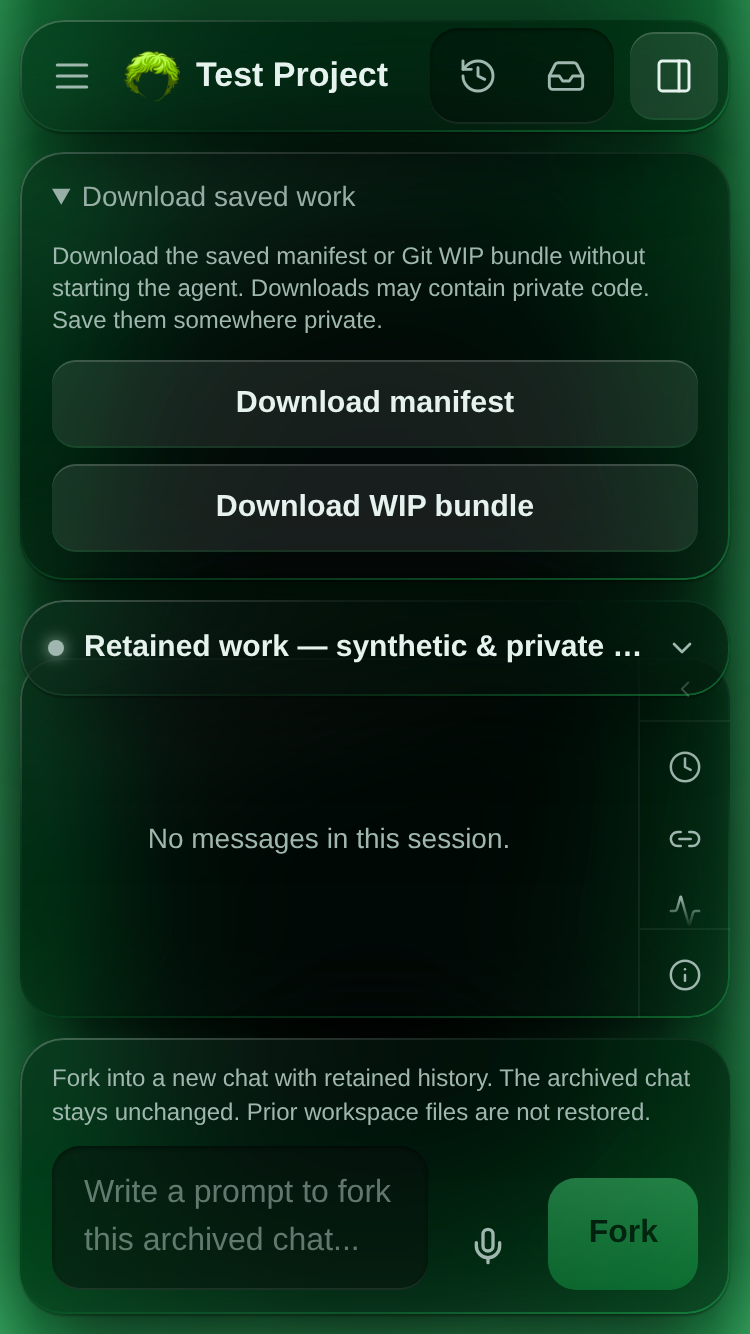 Test Project
Download saved work
Download the saved manifest or Git WIP bundle without
starting the agent. Downloads may contain private code.
Save them somewhere private.
Download manifest
Download WIP bundle
Retained work — synthetic & private …
No messages in this session.
Fork into a new chat with retained history. The archived chat
stays unchanged. Prior workspace files are not restored.
Write a prompt to fork
this archived chat...
Fork